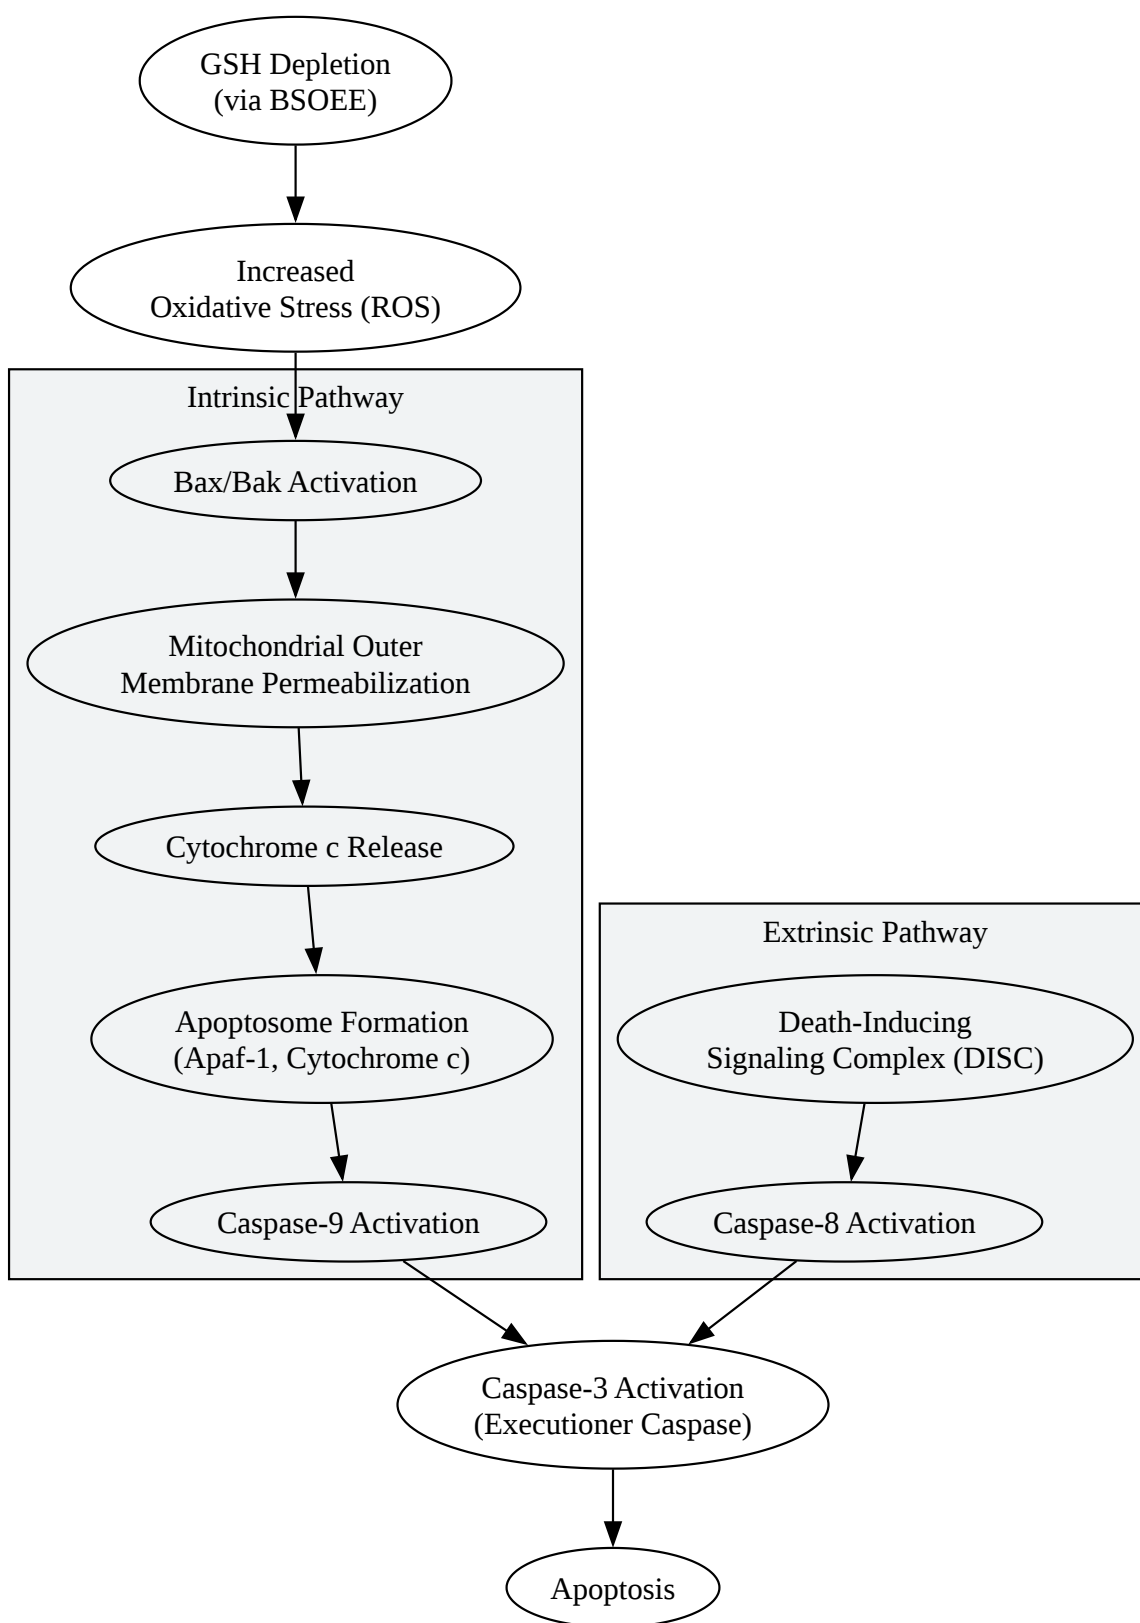 GSH Depletion
(via BSOEE)
Increased
Oxidative Stress (ROS)
Intrinsic Pathway
Bax/Bak Activation
Mitochondrial Outer
Membrane Permeabilization
Cytochrome c Release
Apoptosome Formation
(Apaf-1, Cytochrome c)
Caspase-9 Activation
Extrinsic Pathway
Death-Inducing
Signaling Complex (DISC)
Caspase-8 Activation
Caspase-3 Activation
(Executioner Caspase)
Apoptosis